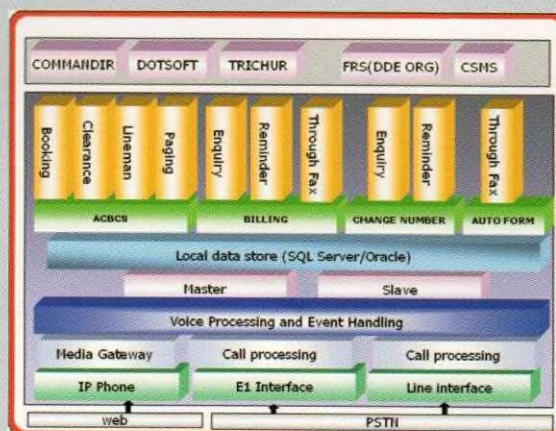 COMMANDIR DOTSOFT TRICHUR FRS(DDE ORG) CSMS
Booking
Clearance
Lineman
Paging
Enquiry
Reminder
Through Fax
Enquiry
Reminder
Through Fax
ACBCS BILLING CHANGE NUMBER AUTO FORM
Local data store (SQL Server/Oracle)
Master Slave
Voice Processing and Event Handling
Media Gateway Call processing Call processing
IP Phone E1 Interface Line interface
web PSTN